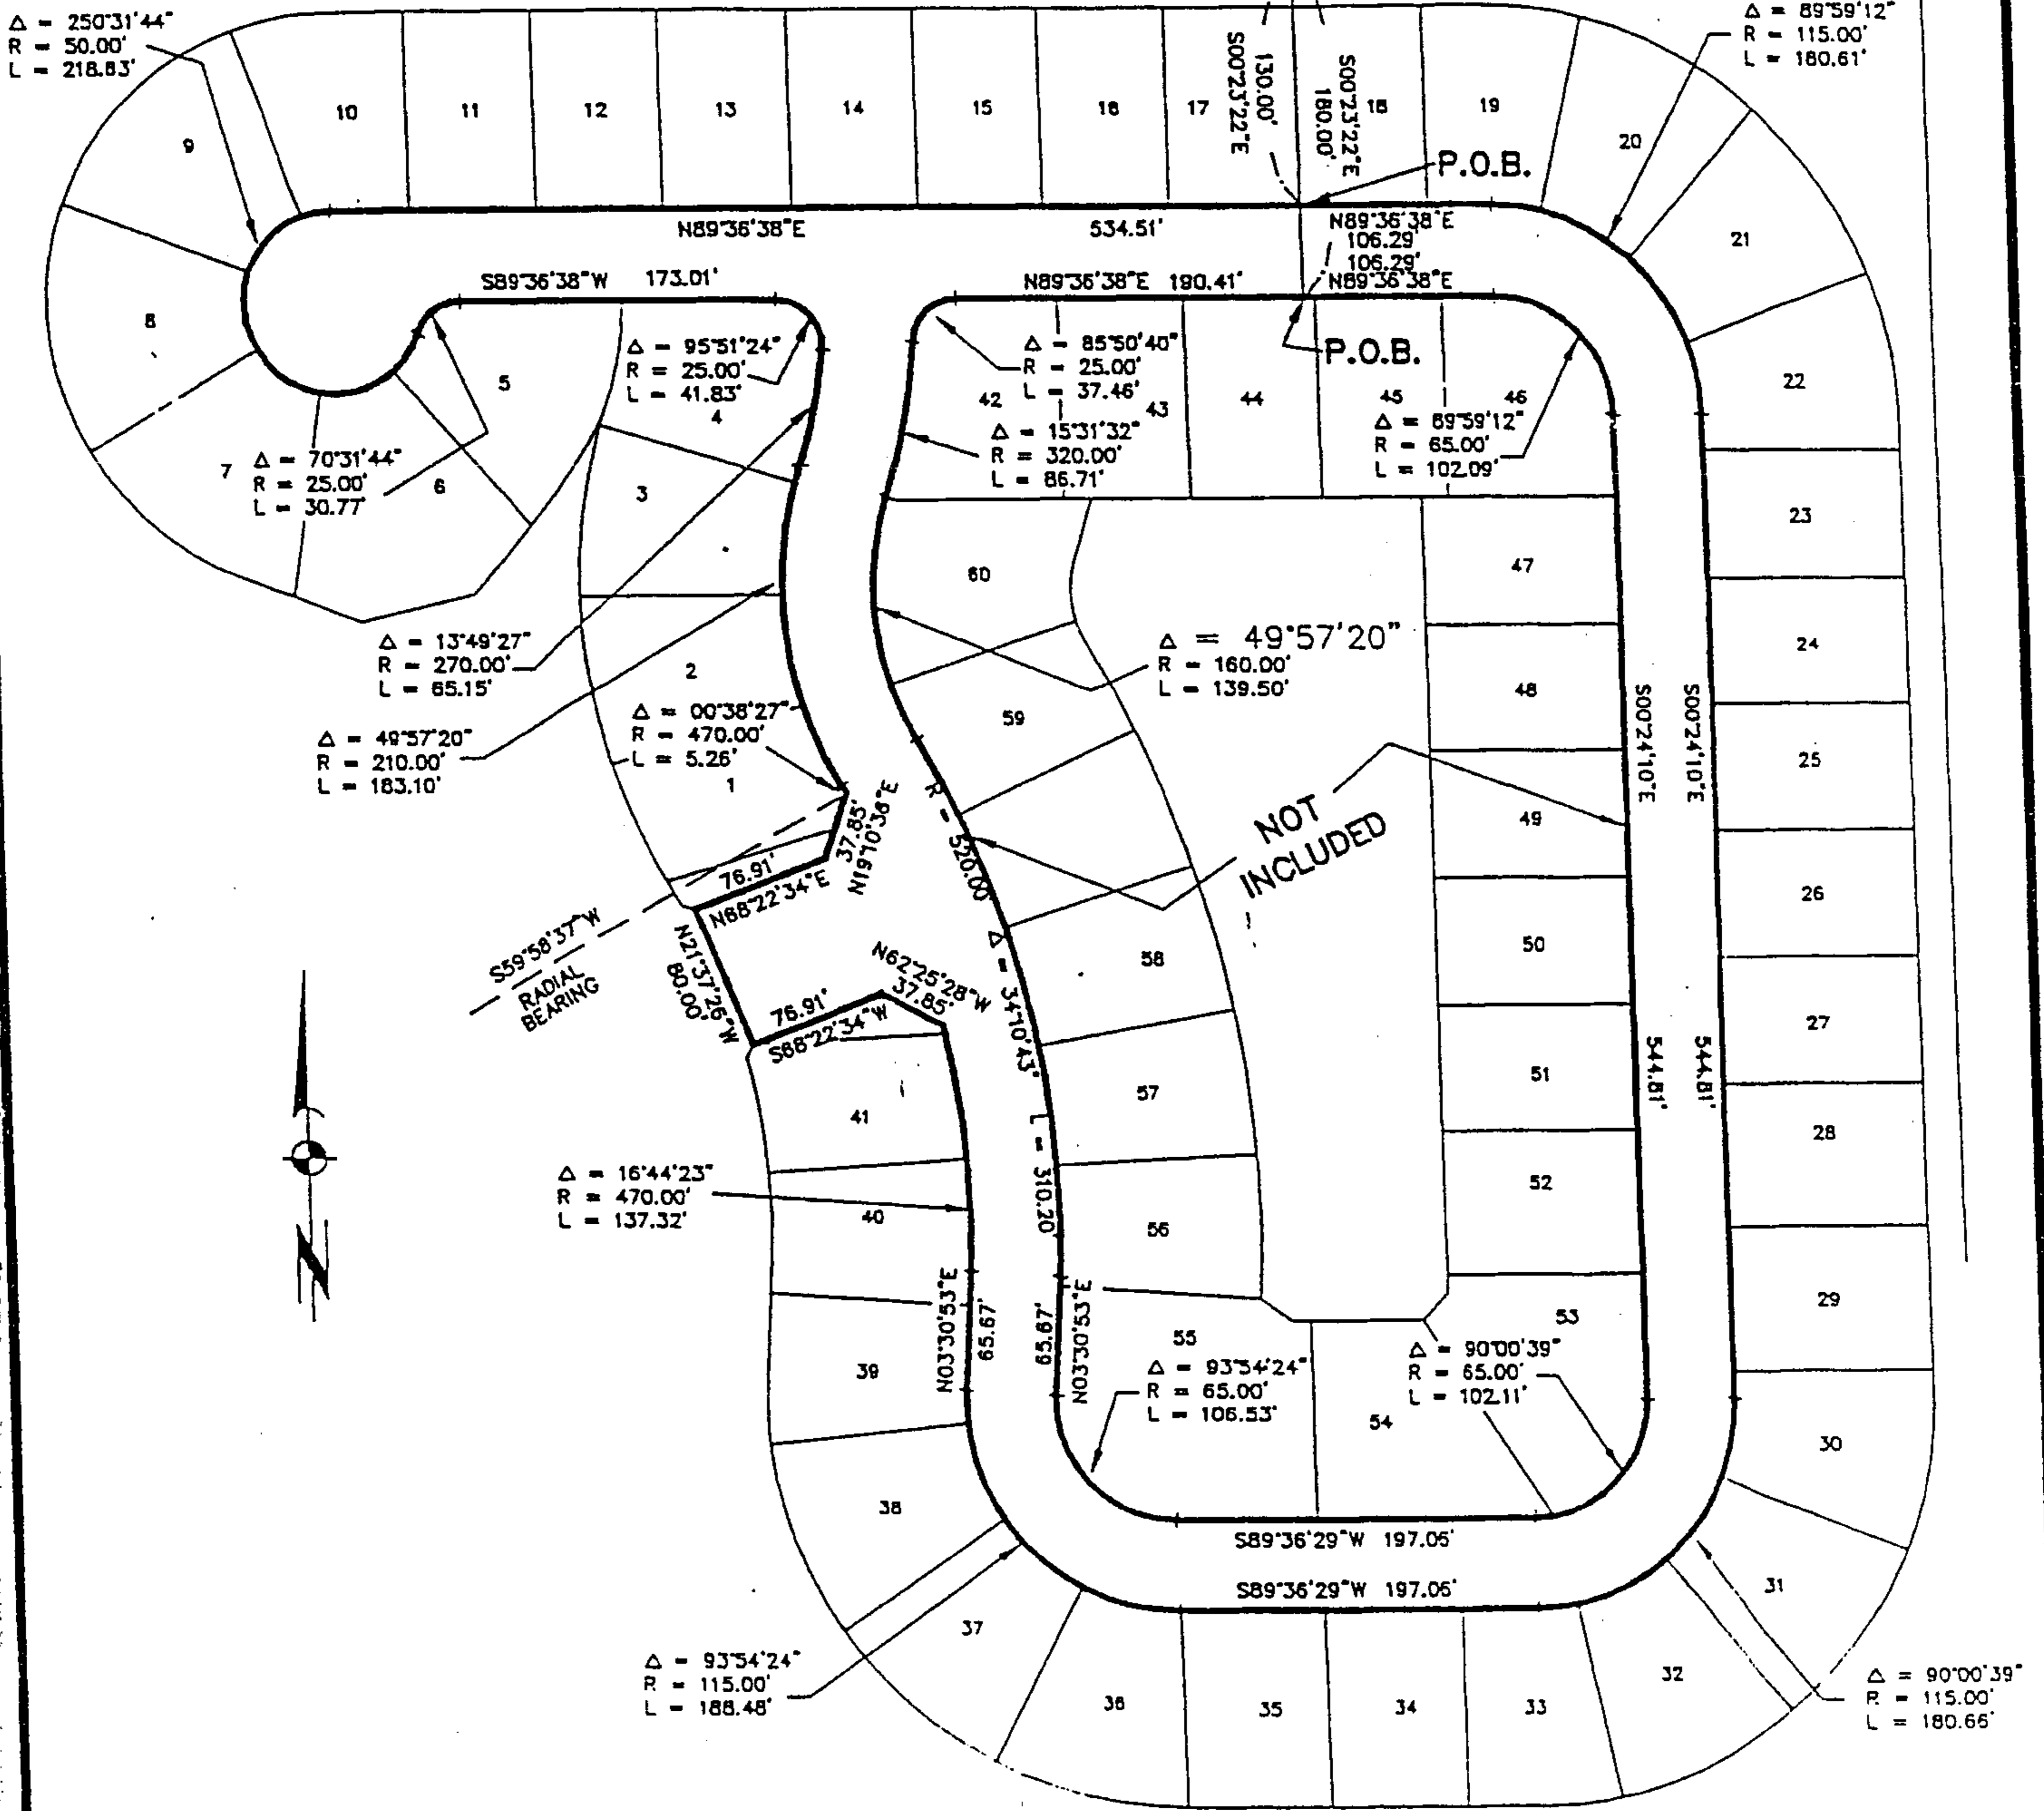 Δ = 250°31'44"
R = 50.00'
L = 218.63'
Δ = 89°59'12"
R = 115.00'
L = 180.61'
S00°23'22"E
130.00'
S00°23'22"E
180.00'
10
11
12
13
14
15
16
17
18
19
20
9
P.O.B.
N89°36'38"E
534.51'
N89°36'38"E
106.29'
106.29'
N89°36'38"E
21
S89°36'38"W 173.01'
N89°36'38"E 190.41'
8
Δ = 95°51'24"
R = 25.00'
L = 41.83'
Δ = 85°50'40"
R = 25.00'
L = 37.46'
P.O.B.
5
4
42
43
44
45
46
22
Δ = 15°31'32"
R = 320.00'
L = 86.71'
Δ = 89°59'12"
R = 65.00'
L = 102.09'
7
Δ = 70°31'44"
R = 25.00'
L = 30.77'
6
3
23
60
47
Δ = 13°49'27"
R = 270.00'
L = 65.15'
Δ = 49°57'20"
R = 160.00'
L = 139.50'
24
2
48
59
Δ = 00°38'27"
R = 470.00'
L = 5.26'
S00°24'10"E
S00°24'10"E
Δ = 49°57'20"
R = 210.00'
L = 183.10'
25
1
49
R = 520.00'
Δ = 34°10'43"
L = 310.20'
NOT
INCLUDED
37.85'
N19°10'36"E
76.91'
N68°22'34"E
26
S59°58'37"W
RADIAL
BEARING
N21°37'26"W
80.00'
N62°25'28"W
37.85'
58
50
76.91'
S68°22'34"W
27
544.81'
544.81'
57
51
41
28
Δ = 16°44'23"
R = 470.00'
L = 137.32'
40
56
52
N03°30'53"E
65.67'
65.67'
N03°30'53"E
29
55
53
39
Δ = 93°54'24"
R = 65.00'
L = 106.53'
Δ = 90°00'39"
R = 65.00'
L = 102.11'
54
30
38
S89°36'29"W 197.05'
S89°36'29"W 197.05'
31
37
Δ = 93°54'24"
R = 115.00'
L = 188.48'
32
Δ = 90°00'39"
R = 115.00'
L = 180.66'
36
35
34
33
N